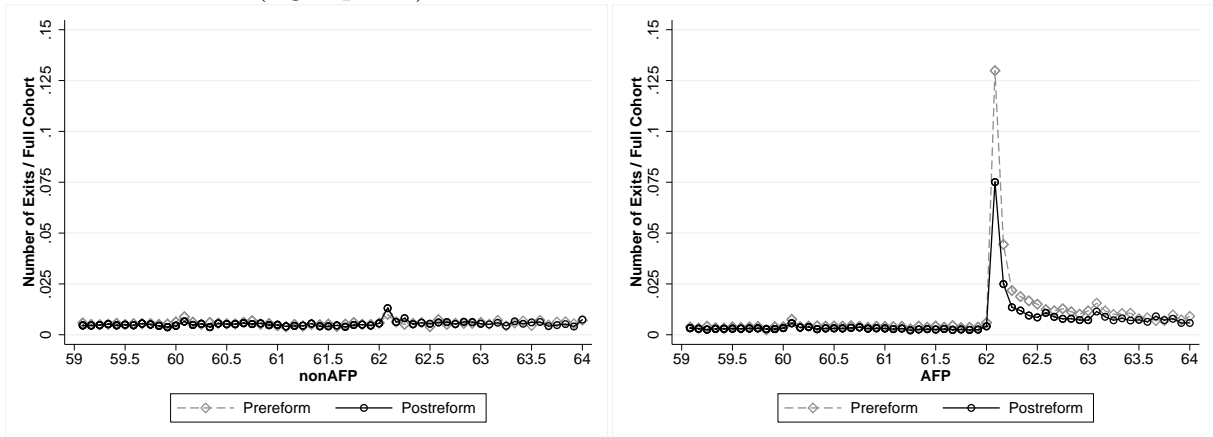 Number of Exits / Full Cohort
.15
.125
.1
.075
.05
.025
0
59 59.5 60 60.5 61 61.5 62 62.5 63 63.5 64
nonAFP
Prereform Postreform
Number of Exits / Full Cohort
.15
.125
.1
.075
.05
.025
0
59 59.5 60 60.5 61 61.5 62 62.5 63 63.5 64
AFP
Prereform Postreform